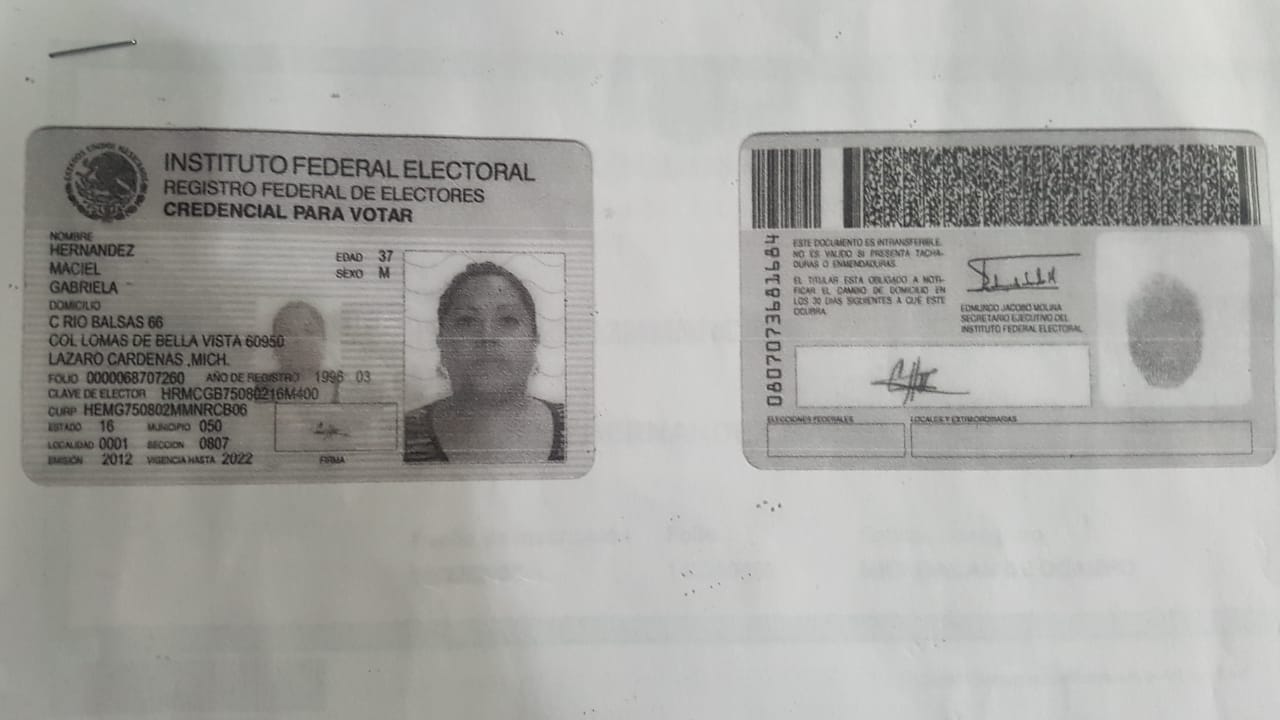 ESTADOS UNIDOS MEXICANOS
INSTITUTO FEDERAL ELECTORAL
REGISTRO FEDERAL DE ELECTORES
CREDENCIAL PARA VOTAR
NOMBRE
HERNANDEZ
MACIEL
GABRIELA
EDAD 37
SEXO M
DOMICILIO
C RIO BALSAS 66
COL LOMAS DE BELLA VISTA 60950
LAZARO CARDENAS ,MICH.
FOLIO 0000068707260 AÑO DE REGISTRO 1996 03
CLAVE DE ELECTOR HRMCGB75080216M400
CURP HEMG750802MMNRCB06
ESTADO 16 MUNICIPIO 050
LOCALIDAD 0001 SECCION 0807
EMISIÓN 2012 VIGENCIA HASTA 2022
FIRMA
0807073681684
ESTE DOCUMENTO ES INTRANSFERIBLE.
NO ES VALIDO SI PRESENTA TACHA-
DURAS O ENMENDADURAS.
EL TITULAR ESTA OBLIGADO A NOTI-
FICAR EL CAMBIO DE DOMICILIO EN
LOS 30 DIAS SIGUIENTES A QUE ESTE
OCURRA.
EDMUNDO JACOBO MOLINA
SECRETARIO EJECUTIVO DEL
INSTITUTO FEDERAL ELECTORAL
ELECCIONES FEDERALES
LOCALES Y EXTRAORDINARIAS